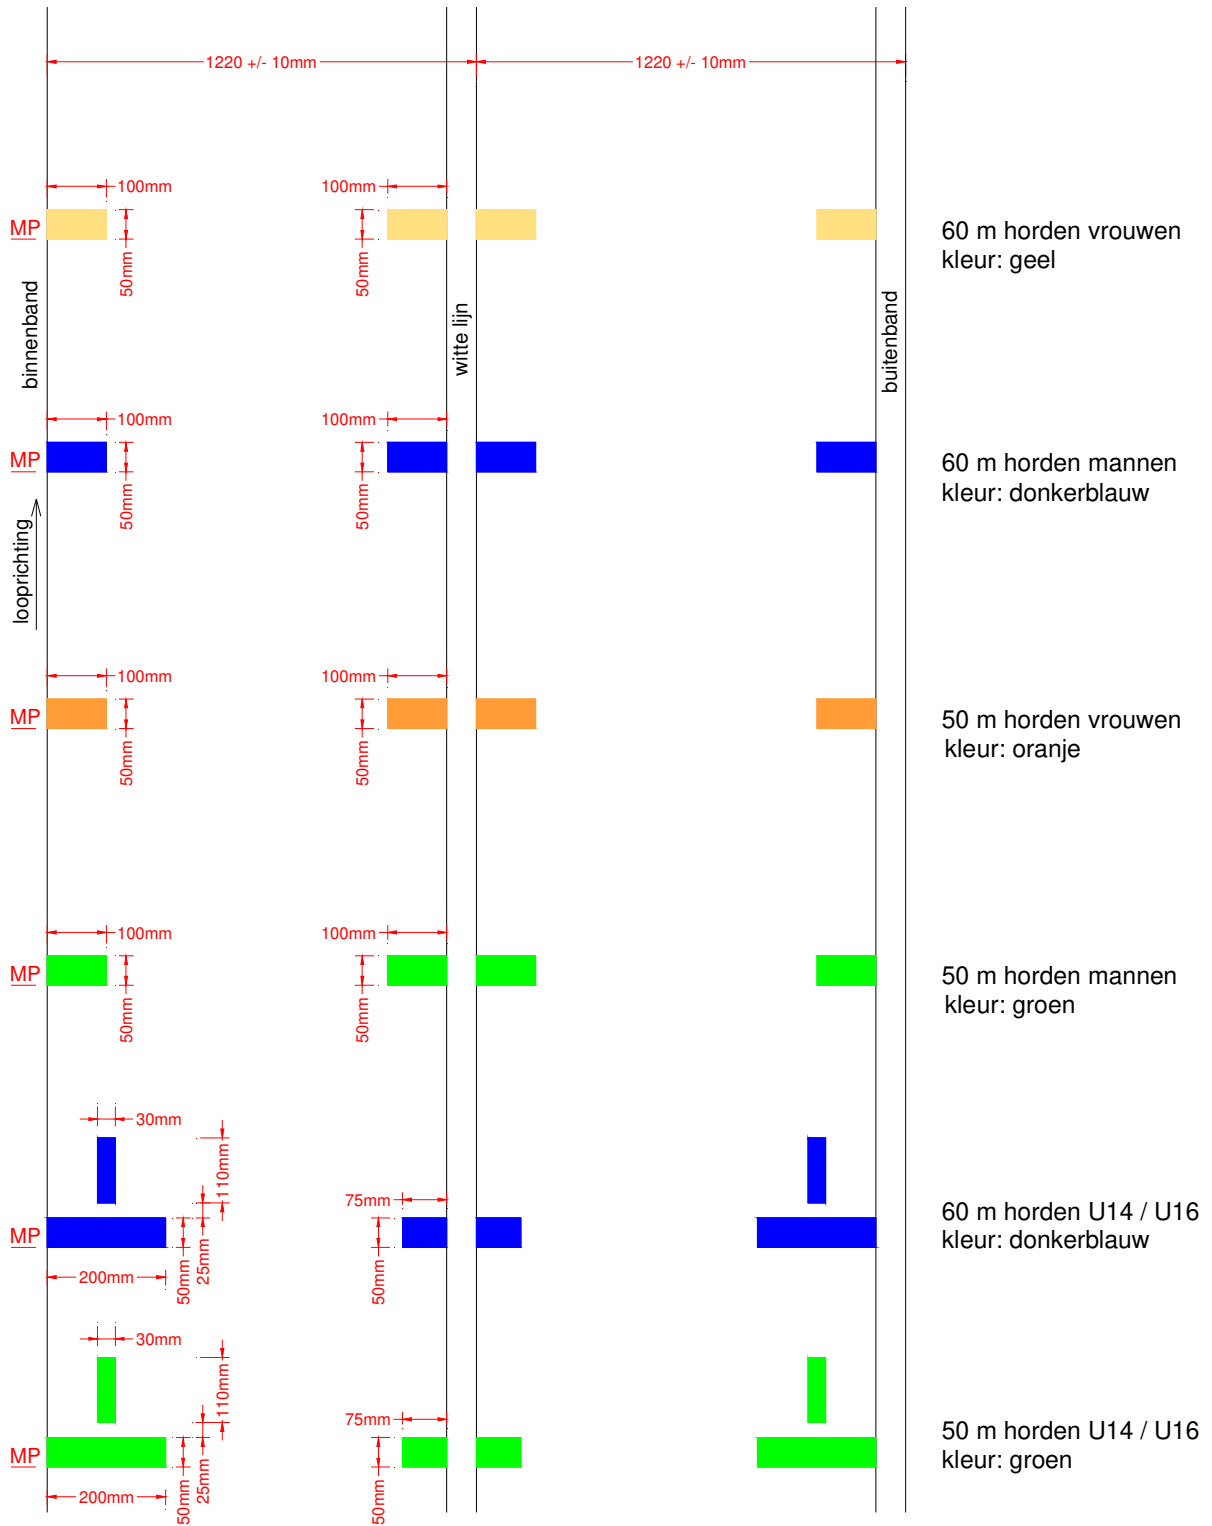 1220 +/- 10mm 1220 +/- 10mm
100mm 100mm
MP 50mm 50mm
60 m horden vrouwen
kleur: geel
binnenband
witte lijn
buitenband
100mm 100mm
MP 50mm 50mm
60 m horden mannen
kleur: donkerblauw
looprichting
100mm 100mm
MP 50mm 50mm
50 m horden vrouwen
kleur: oranje
100mm 100mm
MP 50mm 50mm
50 m horden mannen
kleur: groen
30mm
110mm
75mm
MP 50mm 25mm 50mm
200mm
60 m horden U14 / U16
kleur: donkerblauw
30mm
110mm
75mm
MP 50mm 25mm 50mm
200mm
50 m horden U14 / U16
kleur: groen